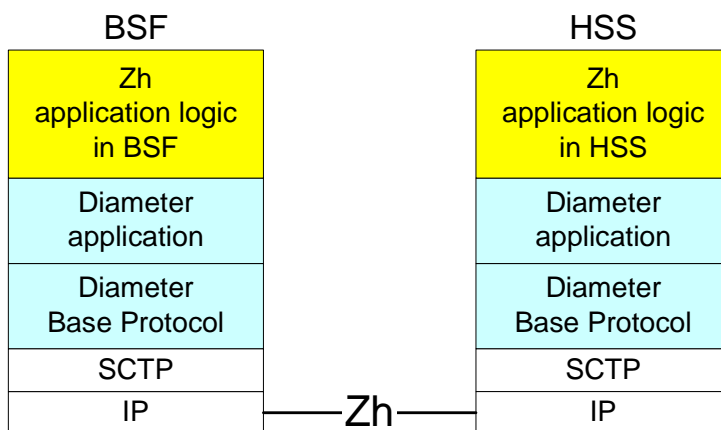 BSF
Zh
application logic
in BSF
Diameter
application
Diameter
Base Protocol
SCTP
IP
Zh
HSS
Zh
application logic
in HSS
Diameter
application
Diameter
Base Protocol
SCTP
IP